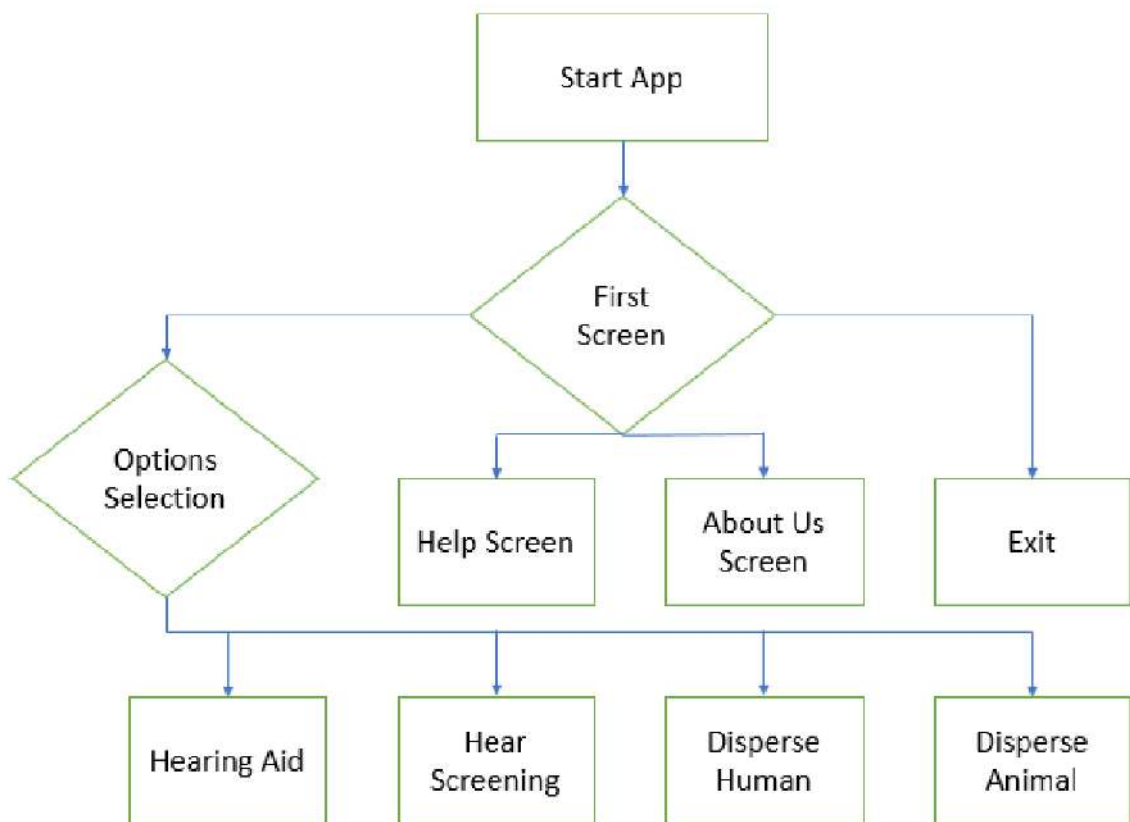 Start App
First
Screen
Options
Selection
Help Screen
About Us
Screen
Exit
Hearing Aid
Hear
Screening
Disperse
Human
Disperse
Animal